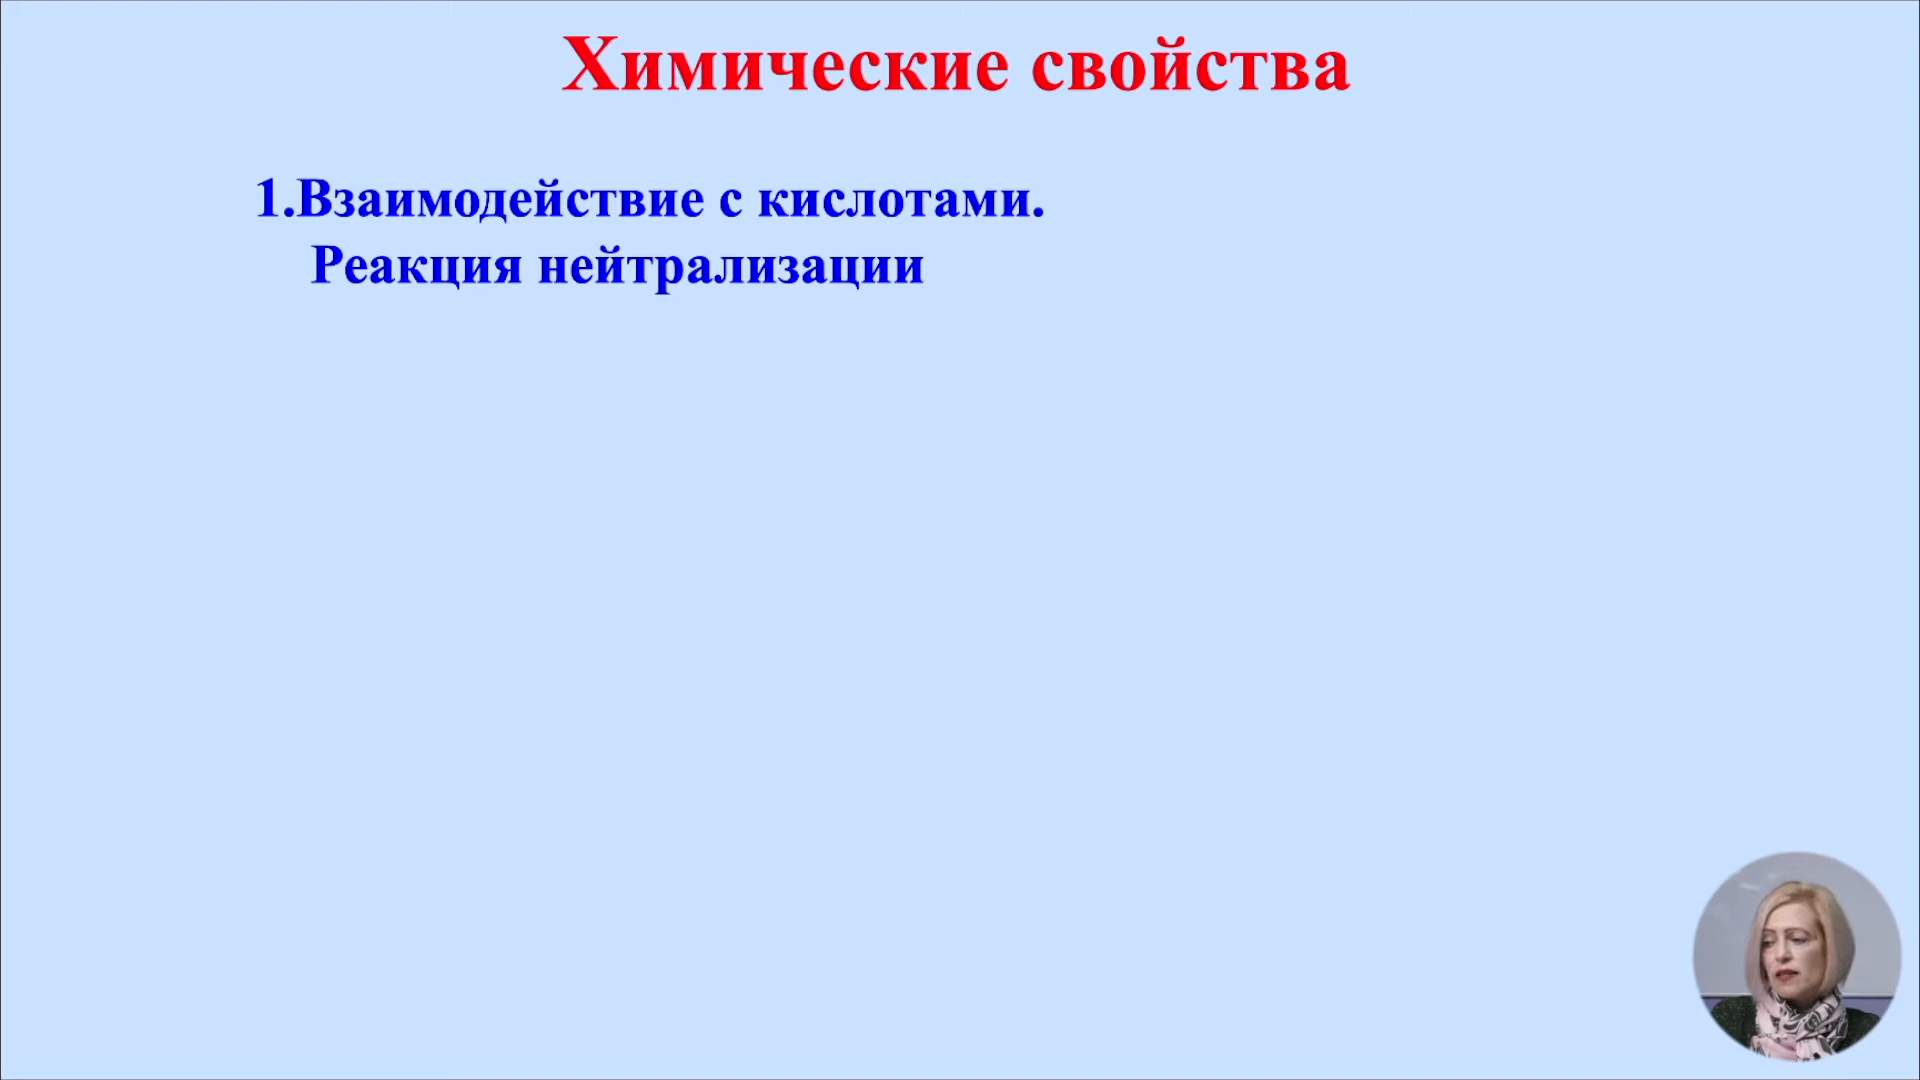 Химические свойства
1.Взаимодействие с кислотами.
Реакция нейтрализации